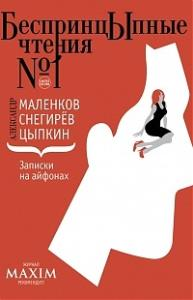 БеспринцЫпные
чтения
№1
АЛЕКСАНДР
МАЛЕНКОВ
СНЕГИРЁВ
ЦЫПКИН
Записки
на айфонах
ЖУРНАЛ
MAXIM
РЕКОМЕНДУЕТ